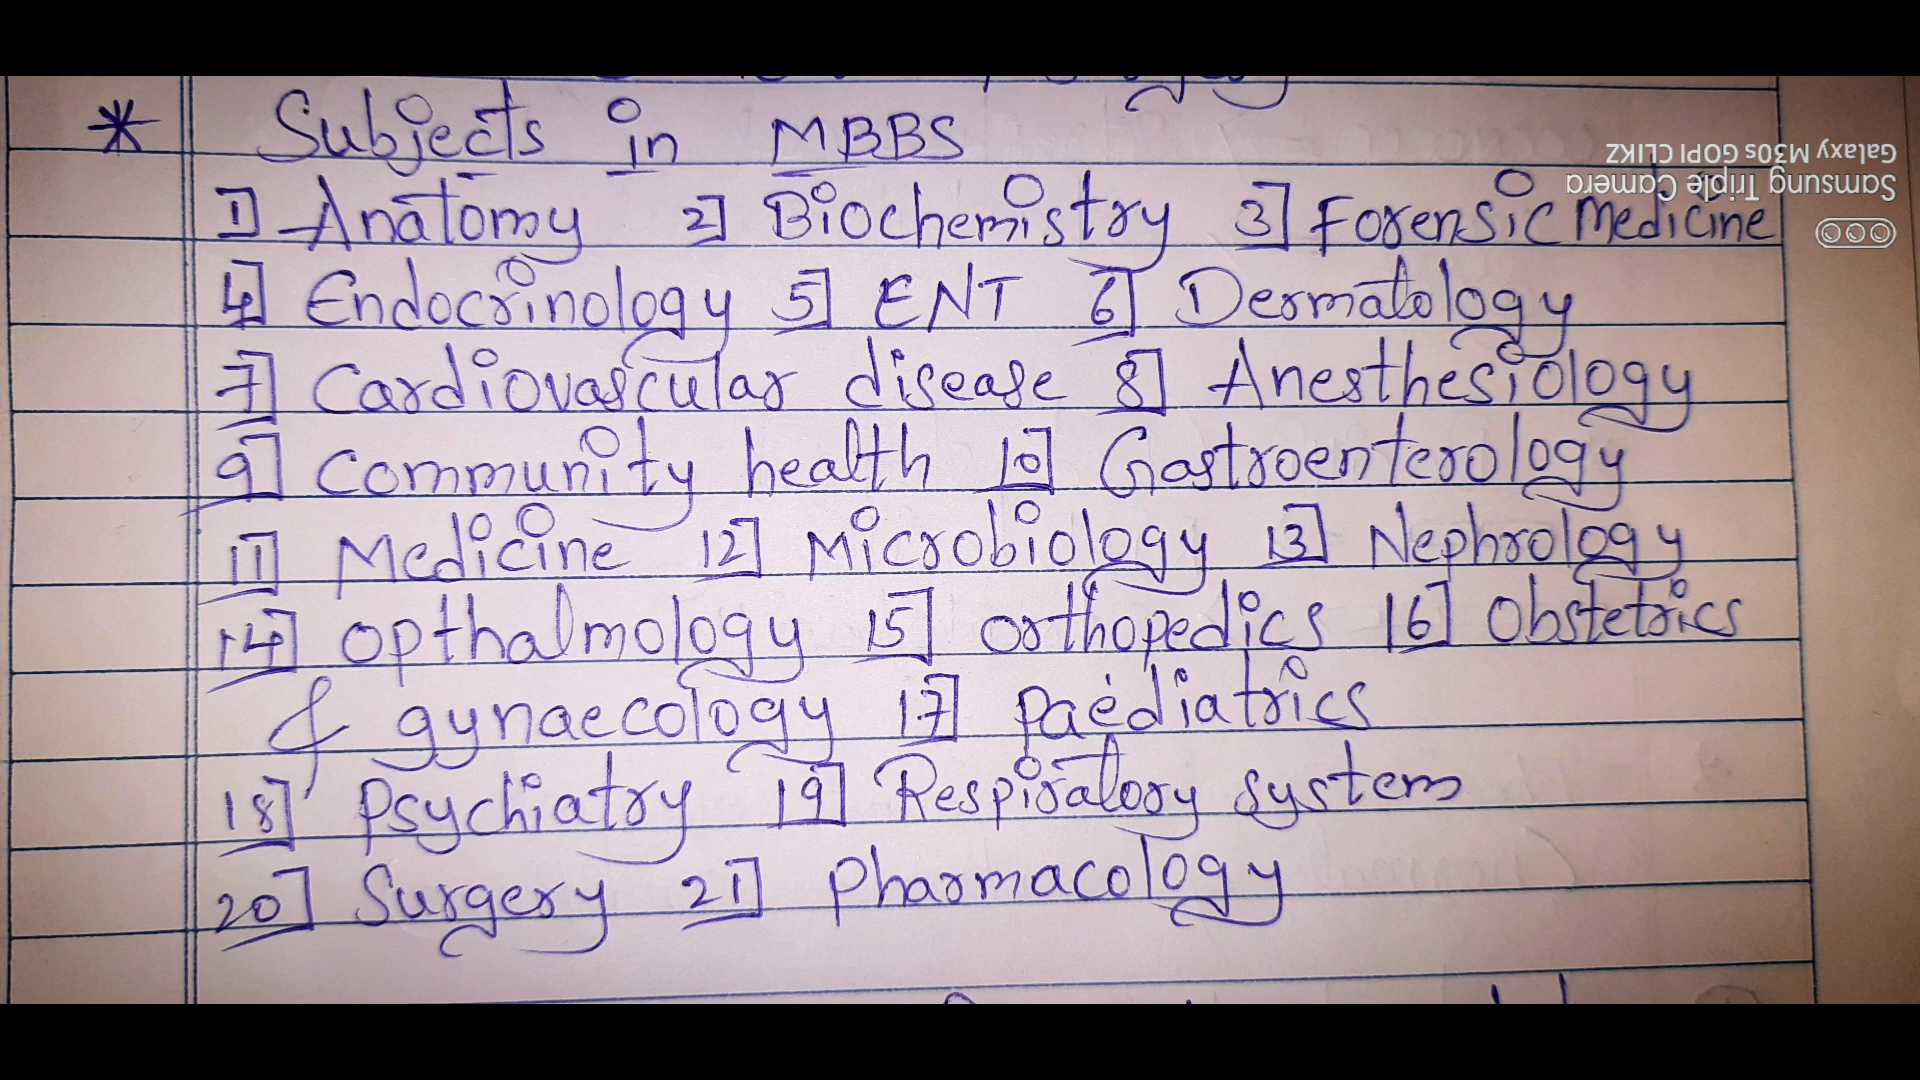 * Subjects in MBBS
1] Anatomy 2] Biochemistry 3] Forensic Medicine
4] Endocrinology 5] ENT 6] Dermatology
7] Cardiovascular disease 8] Anesthesiology
9] Community health 10] Gastroenterology
11] Medicine 12] Microbiology 13] Nephrology
14] Opthalmology 15] Orthopedics 16] Obstetrics
& gynaecology 17] Paediatrics
18] Psychiatry 19] Respiratory system
20] Surgery 21] Pharmacology
Samsung Triple Camera
Galaxy M30s GOPI CLIKZ